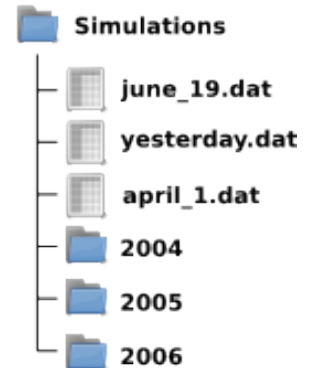 Simulations
june_19.dat
yesterday.dat
april_1.dat
2004
2005
2006